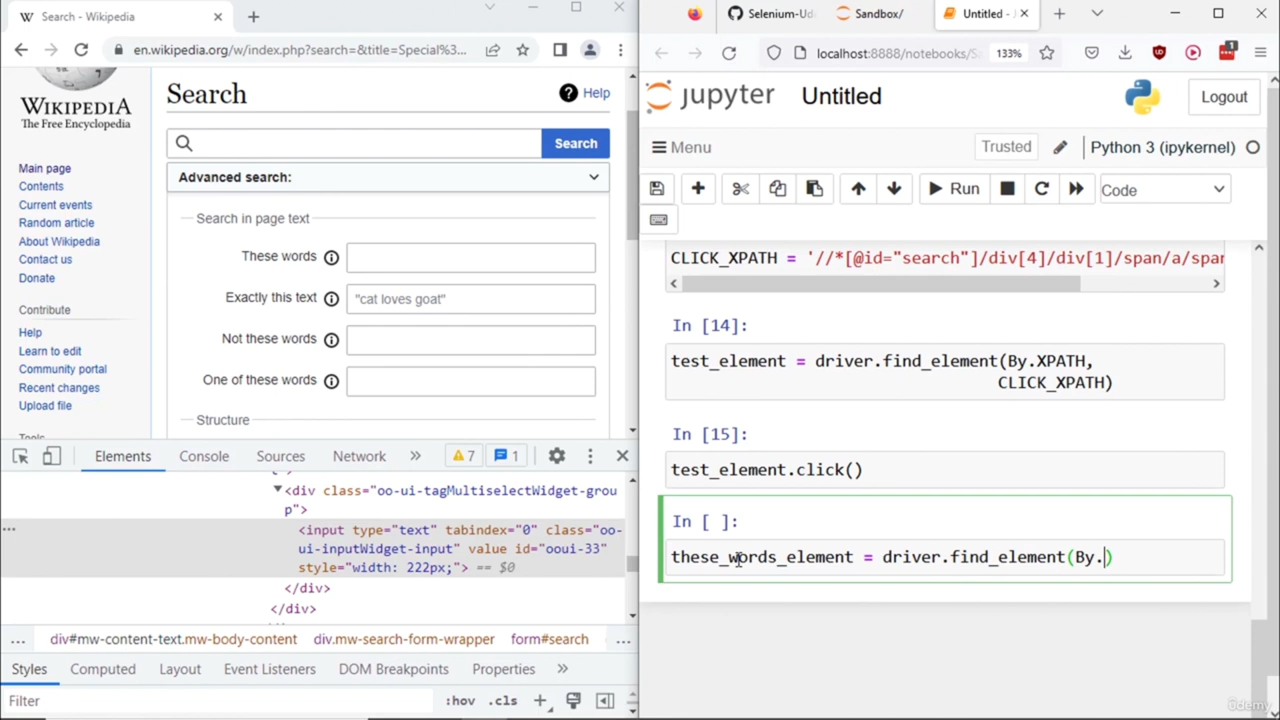 Search - Wikipedia
en.wikipedia.org/w/index.php?search=&title=Special%3...
WIKIPEDIA
The Free Encyclopedia
Main page
Contents
Current events
Random article
About Wikipedia
Contact us
Donate
Contribute
Help
Learn to edit
Community portal
Recent changes
Upload file
Tools
Search
Help
Search
Advanced search:
Search in page text
These words
Exactly this text "cat loves goat"
Not these words
One of these words
Structure
Elements Console Sources Network 7 1
<div class="oo-ui-tagMultiselectWidget-grou
p">
<input type="text" tabindex="0" class="oo-
ui-inputWidget-input" value id="ooui-33"
style="width: 222px;"> == $0
</div>
</div>
... div#mw-content-text.mw-body-content div.mw-search-form-wrapper form#search ...
Styles Computed Layout Event Listeners DOM Breakpoints Properties
Filter :hov .cls
Selenium-Ud Sandbox/ Untitled - J
localhost:8888/notebooks/S 133% 1
jupyter Untitled Logout
Menu Trusted Python 3 (ipykernel)
Run Code
CLICK_XPATH = '//*[@id="search"]/div[4]/div[1]/span/a/span
In [14]:
test_element = driver.find_element(By.XPATH,
CLICK_XPATH)
In [15]:
test_element.click()
In [ ]:
these_words_element = driver.find_element(By.)
ûdemy